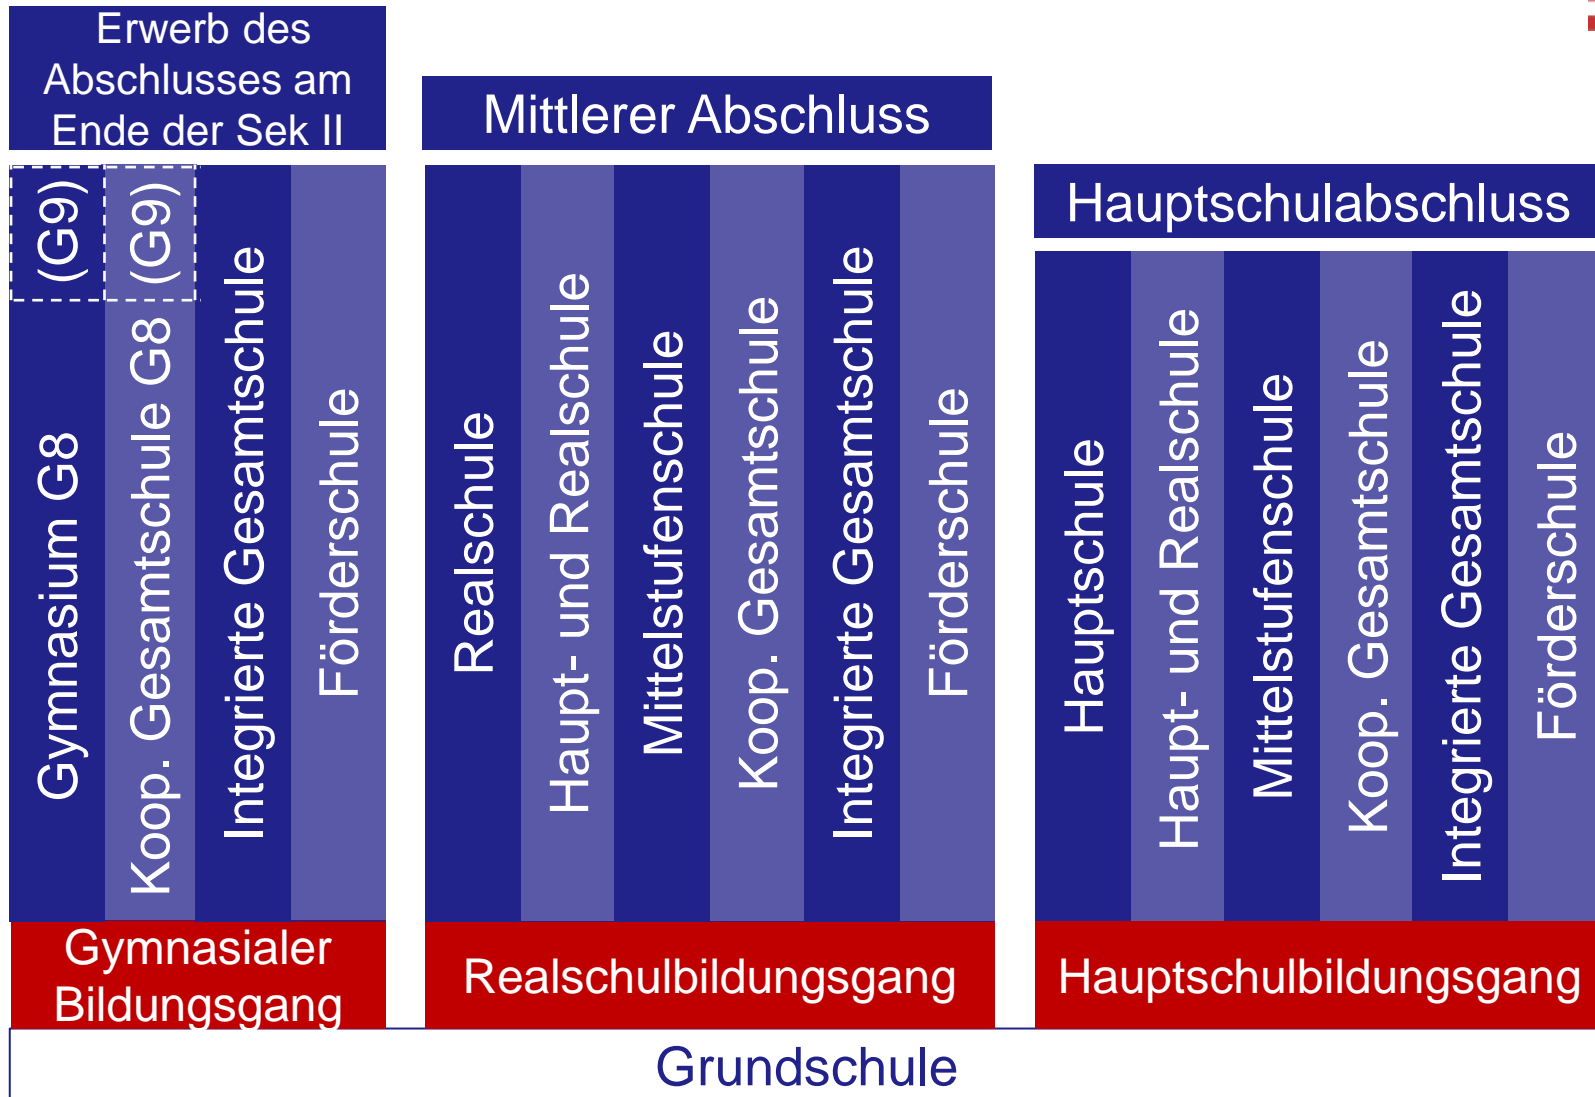 Erwerb des
Abschlusses am
Ende der Sek II
Mittlerer Abschluss
Hauptschulabschluss
(G9)
Gymnasium G8
(G9)
Koop. Gesamtschule G8
Integrierte Gesamtschule
Förderschule
Realschule
Haupt- und Realschule
Mittelstufenschule
Koop. Gesamtschule
Integrierte Gesamtschule
Förderschule
Hauptschule
Haupt- und Realschule
Mittelstufenschule
Koop. Gesamtschule
Integrierte Gesamtschule
Förderschule
Gymnasialer
Bildungsgang
Realschulbildungsgang
Hauptschulbildungsgang
Grundschule